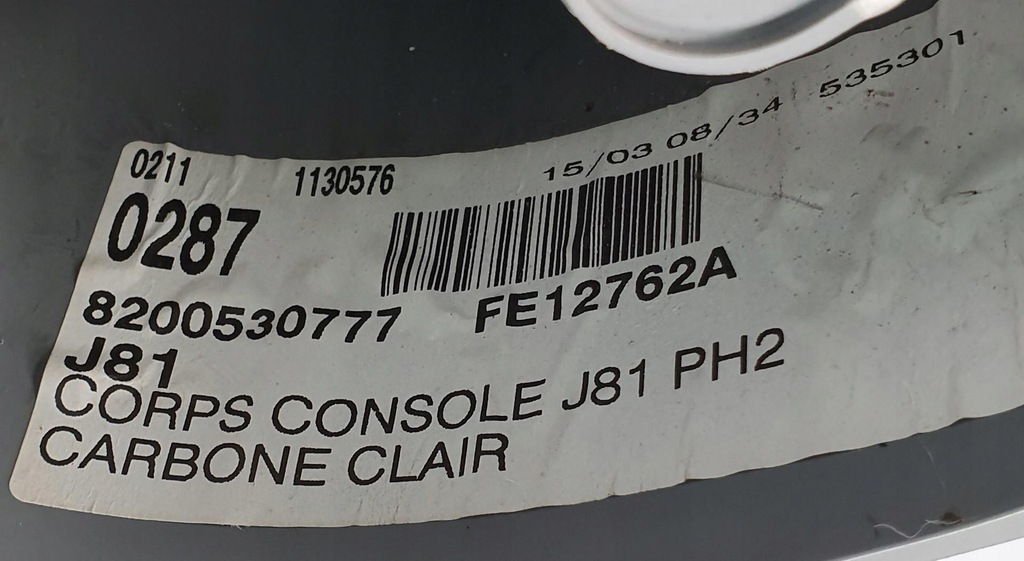 0211 1130576 15/03 08/34 535301
0287
8200530777 FE12762A
J81
CORPS CONSOLE J81 PH2
CARBONE CLAIR